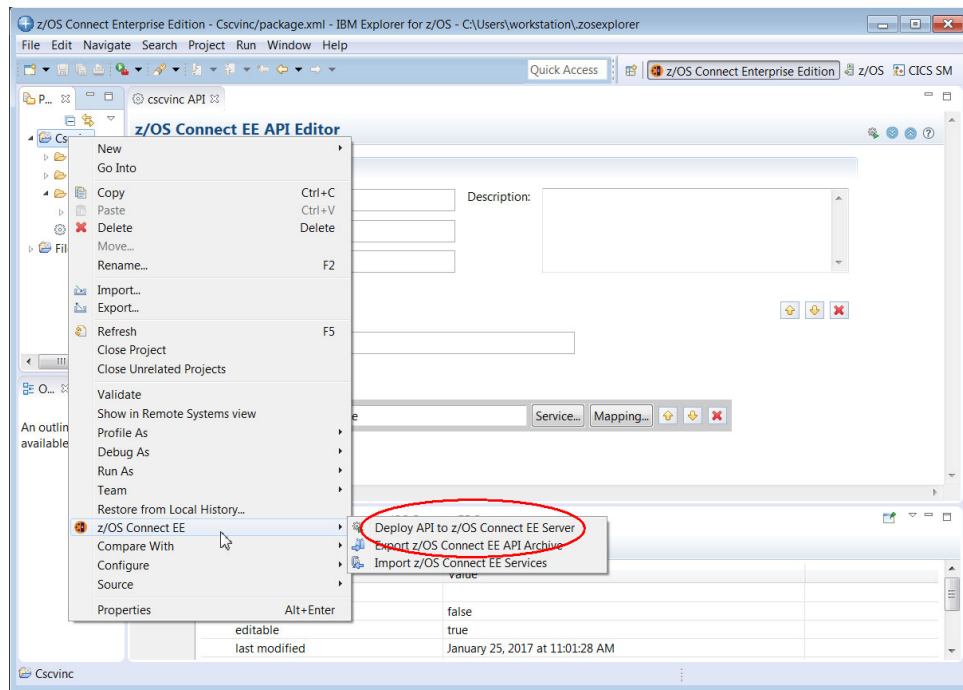 z/OS Connect Enterprise Edition - Cscvinc/package.xml - IBM Explorer for z/OS - C:\Users\workstation\.zosexplorer
File Edit Navigate Search Project Run Window Help
Quick Access z/OS Connect Enterprise Edition z/OS CICS SM
P... cscvinc API
z/OS Connect EE API Editor
Cs
New
Go Into
Copy Ctrl+C
Description:
Paste Ctrl+V
Delete Delete
Move...
Fil
Rename... F2
Import...
Export...
Refresh F5
Close Project
Close Unrelated Projects
O...
Validate
Show in Remote Systems view
e Service... Mapping...
An outlin
available
Profile As
Debug As
Run As
Team
Restore from Local History...
z/OS Connect EE
Deploy API to z/OS Connect EE Server
Compare With
Export z/OS Connect EE API Archive
Configure
Import z/OS Connect EE Services
Source
Value
Properties Alt+Enter
false
editable true
last modified January 25, 2017 at 11:01:28 AM
Cscvinc